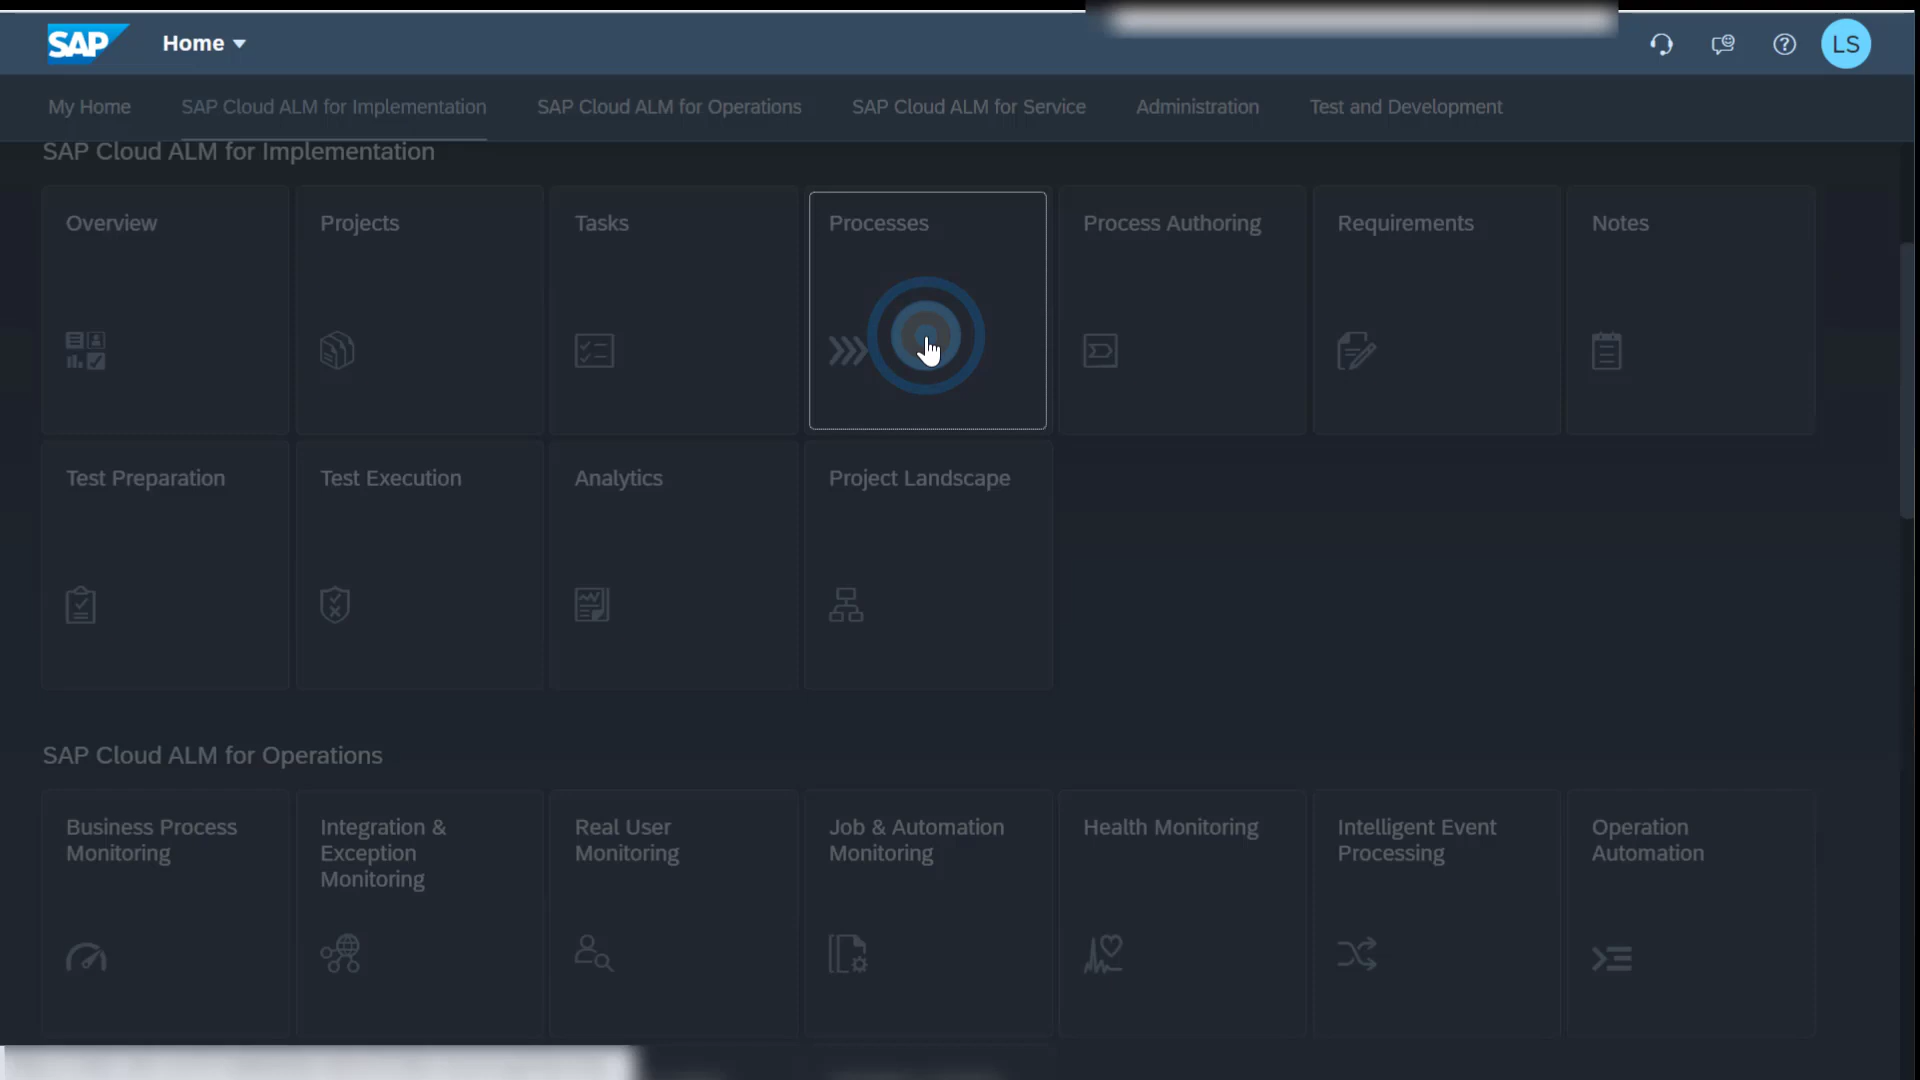 SAP Home LS
My Home SAP Cloud ALM for Implementation SAP Cloud ALM for Operations SAP Cloud ALM for Service Administration Test and Development
SAP Cloud ALM for Implementation
Overview
Projects
Tasks
Processes
Process Authoring
Requirements
Notes
Test Preparation
Test Execution
Analytics
Project Landscape
SAP Cloud ALM for Operations
Business Process
Monitoring
Integration &
Exception
Monitoring
Real User
Monitoring
Job & Automation
Monitoring
Health Monitoring
Intelligent Event
Processing
Operation
Automation